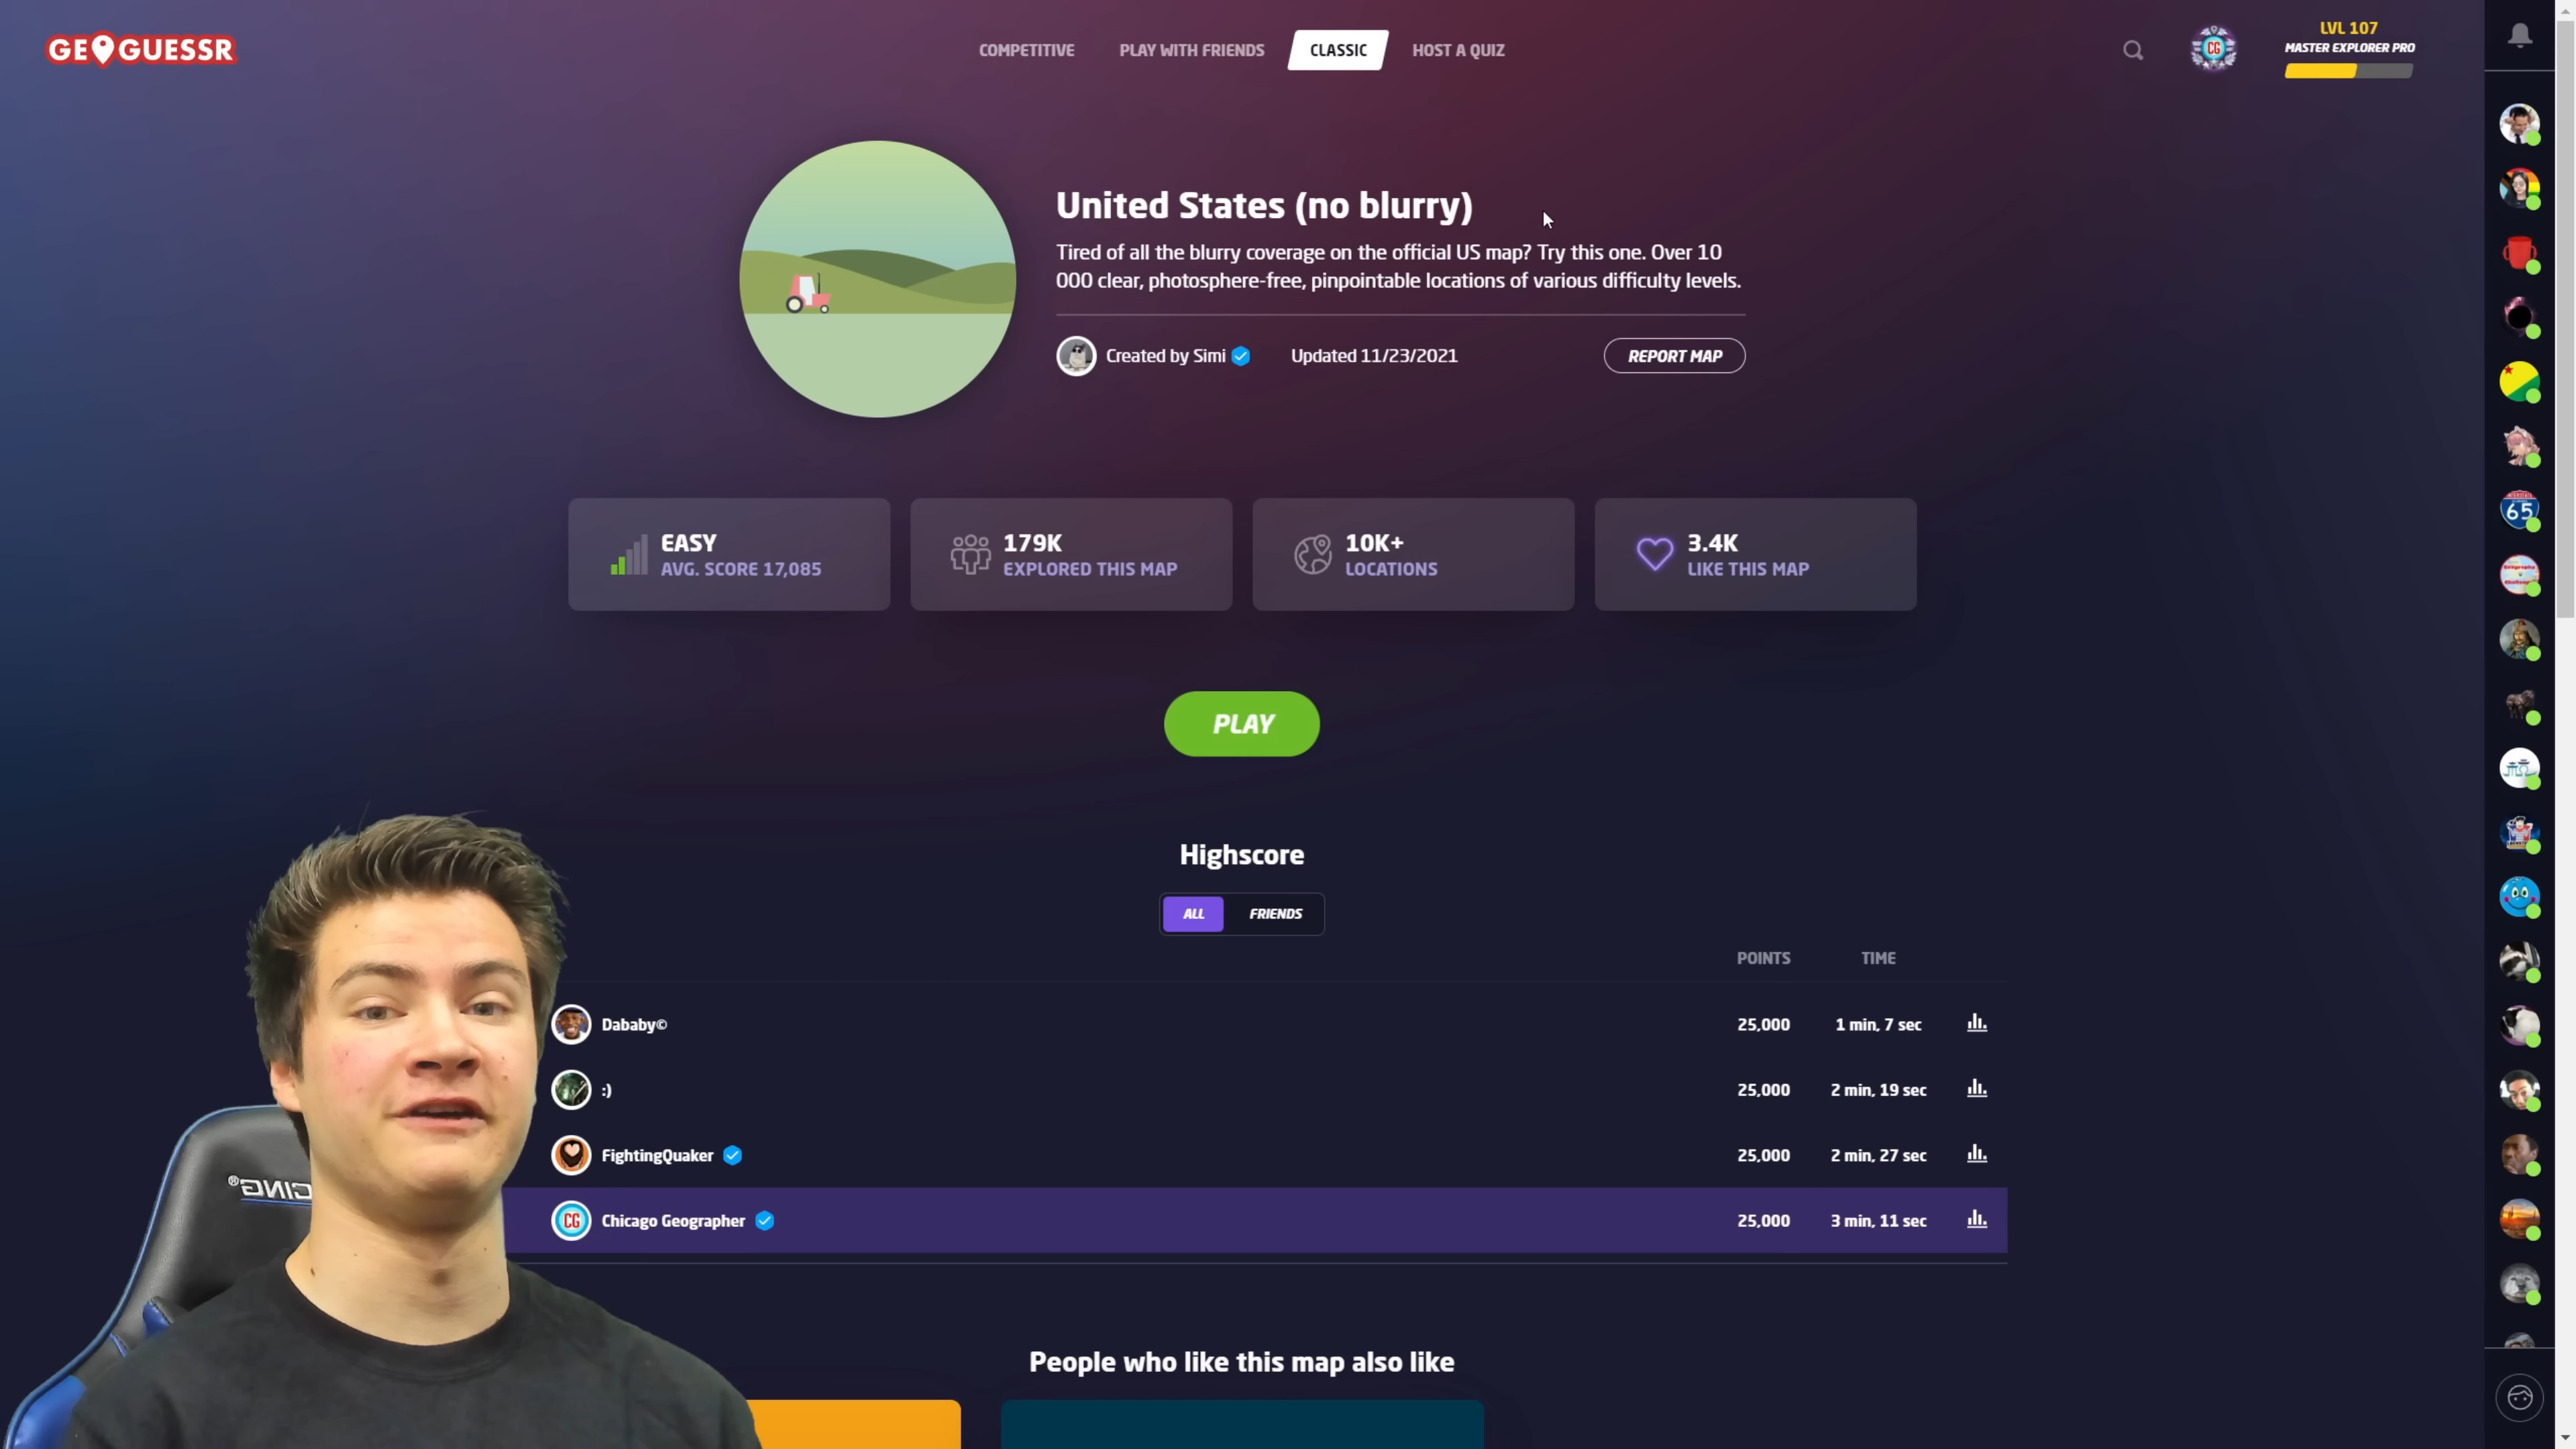 GEOGUESSR
COMPETITIVE
PLAY WITH FRIENDS
CLASSIC
HOST A QUIZ
CG
LVL 107
MASTER EXPLORER PRO
United States (no blurry)
Tired of all the blurry coverage on the official US map? Try this one. Over 10
000 clear, photosphere-free, pinpointable locations of various difficulty levels.
Created by Simi
Updated 11/23/2021
REPORT MAP
EASY
AVG. SCORE 17,085
179K
EXPLORED THIS MAP
10K+
LOCATIONS
3.4K
LIKE THIS MAP
65
PLAY
Highscore
ALL
FRIENDS
POINTS
TIME
Dababy©
25,000
1 min, 7 sec
:)
25,000
2 min, 19 sec
FightingQuaker
25,000
2 min, 27 sec
CG
Chicago Geographer
25,000
3 min, 11 sec
People who like this map also like